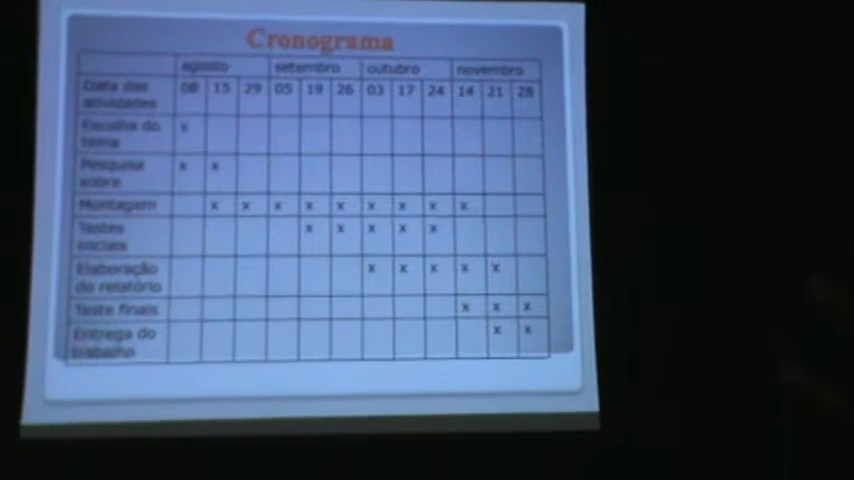 Cronograma
agosto setembro outubro novembro
Data das 08 15 29 05 19 26 03 17 24 14 21 28
atividades
Escolha do x
tema
Pesquisa x x
sobre
Montagem x x x x x x x x x
Testes x x x x x
iniciais
Elaboração x x x x x
do relatório
Teste finais x x x
Entrega do x x
trabalho